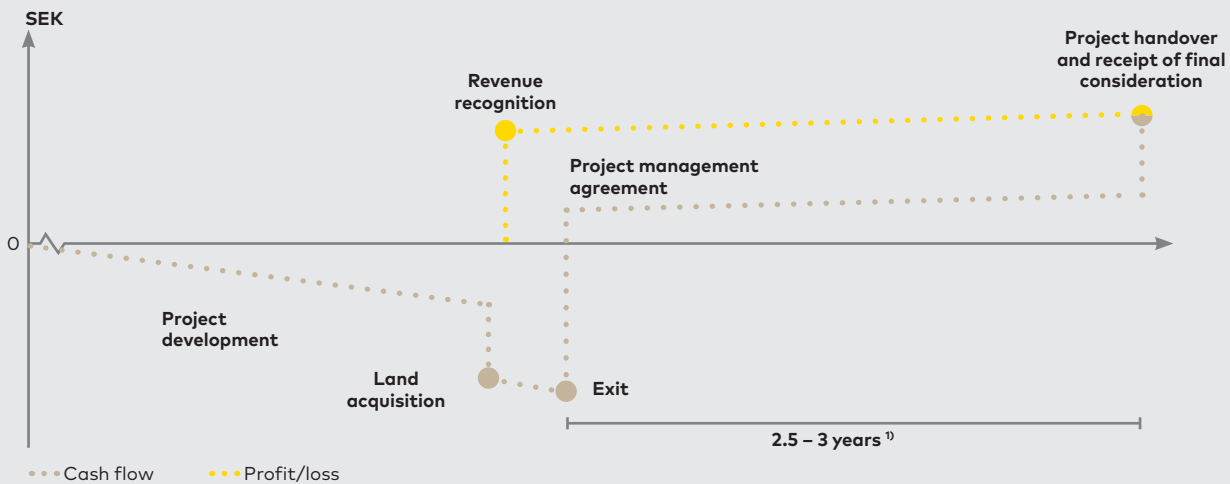 SEK
Project handover
and receipt of final
consideration
Revenue
recognition
Project management
agreement
0
Project
development
Land
acquisition
Exit
2.5 – 3 years ¹⁾
Cash flow
Profit/loss